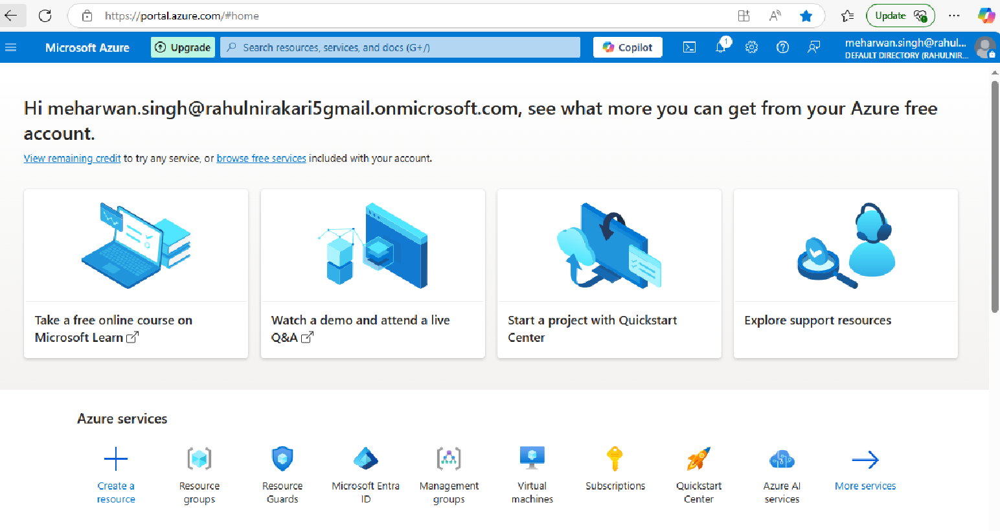 https://portal.azure.com/#home
Update
Microsoft Azure
Upgrade
Search resources, services, and docs (G+/)
Copilot
1
meharwan.singh@rahul...
DEFAULT DIRECTORY (RAHULNIR...
Hi meharwan.singh@rahulnirakari5gmail.onmicrosoft.com, see what more you can get from your Azure free
account.
View remaining credit to try any service, or browse free services included with your account.
Take a free online course on
Microsoft Learn
Watch a demo and attend a live
Q&A
Start a project with Quickstart
Center
Explore support resources
Azure services
Create a
resource
Resource
groups
Resource
Guards
Microsoft Entra
ID
Management
groups
Virtual
machines
Subscriptions
Quickstart
Center
Azure AI
services
More services